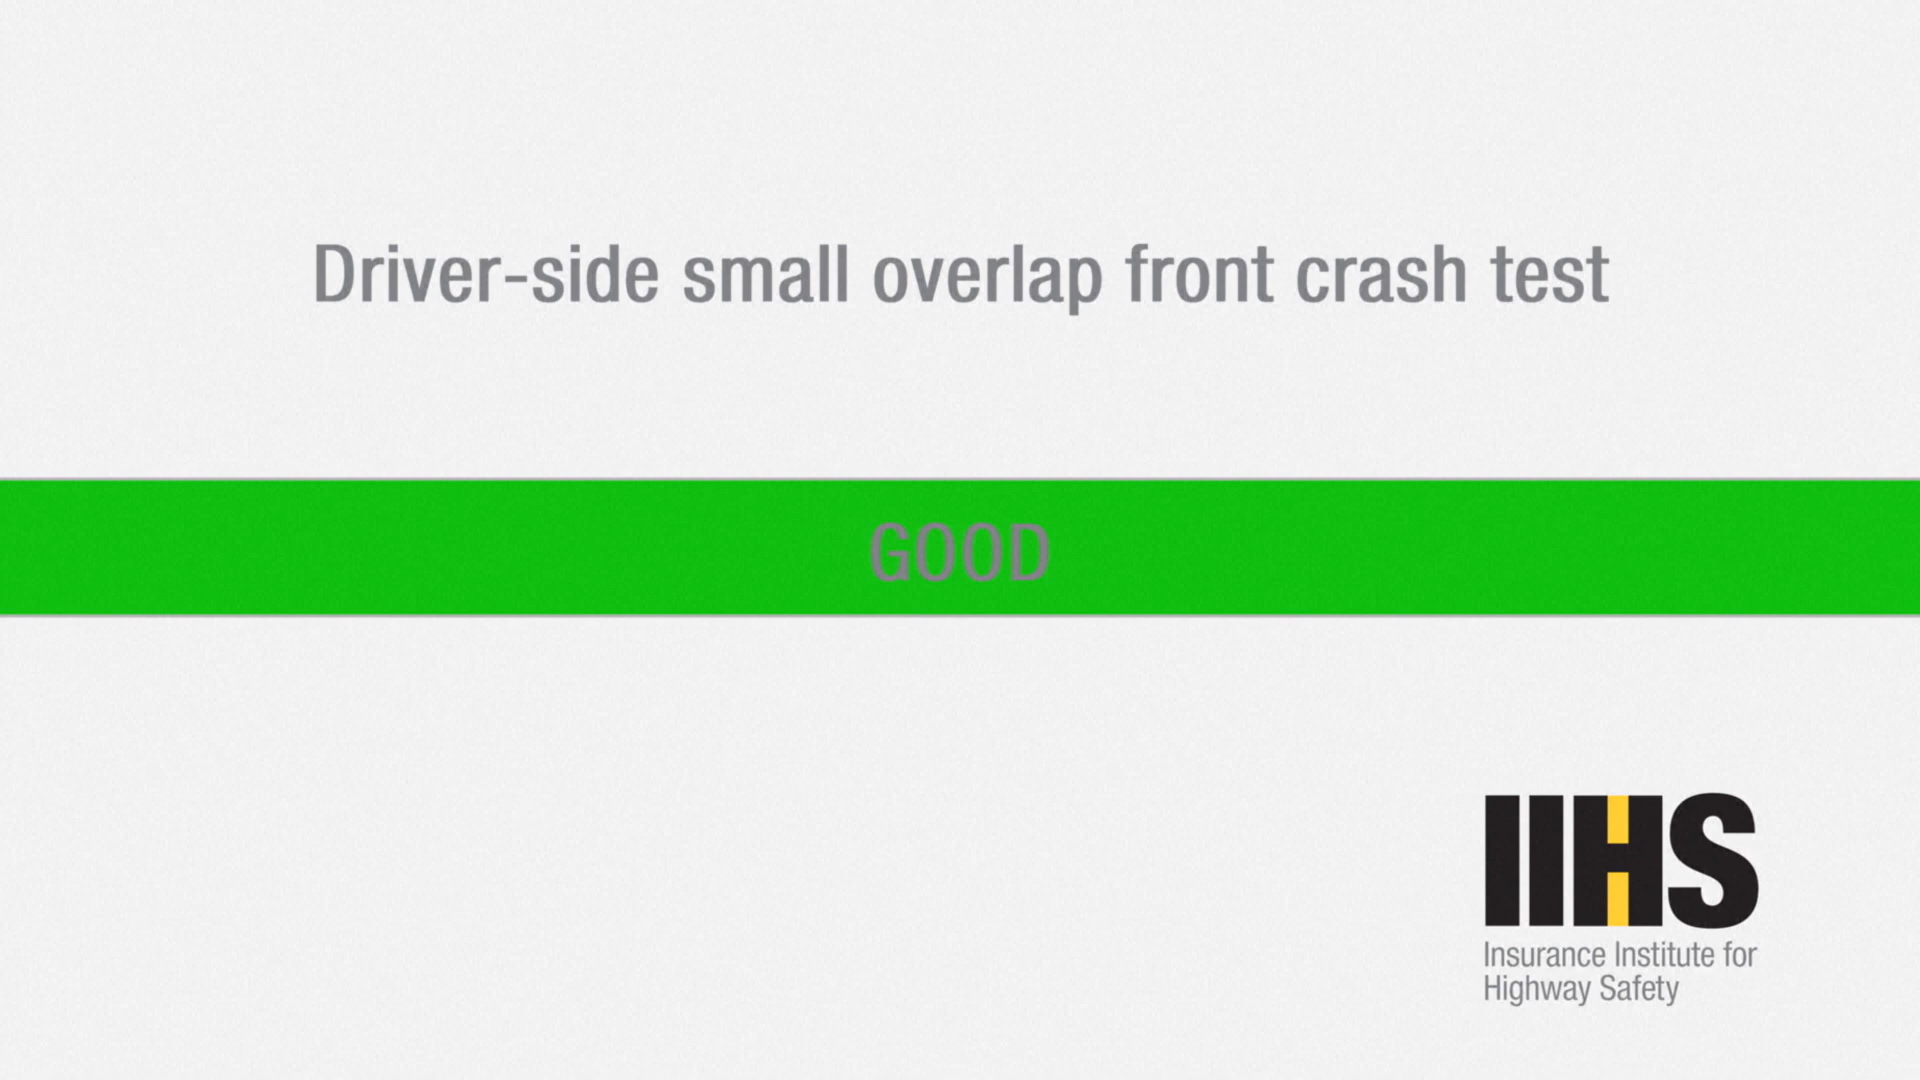 Driver-side small overlap front crash test
GOOD
IIHS
Insurance Institute for
Highway Safety